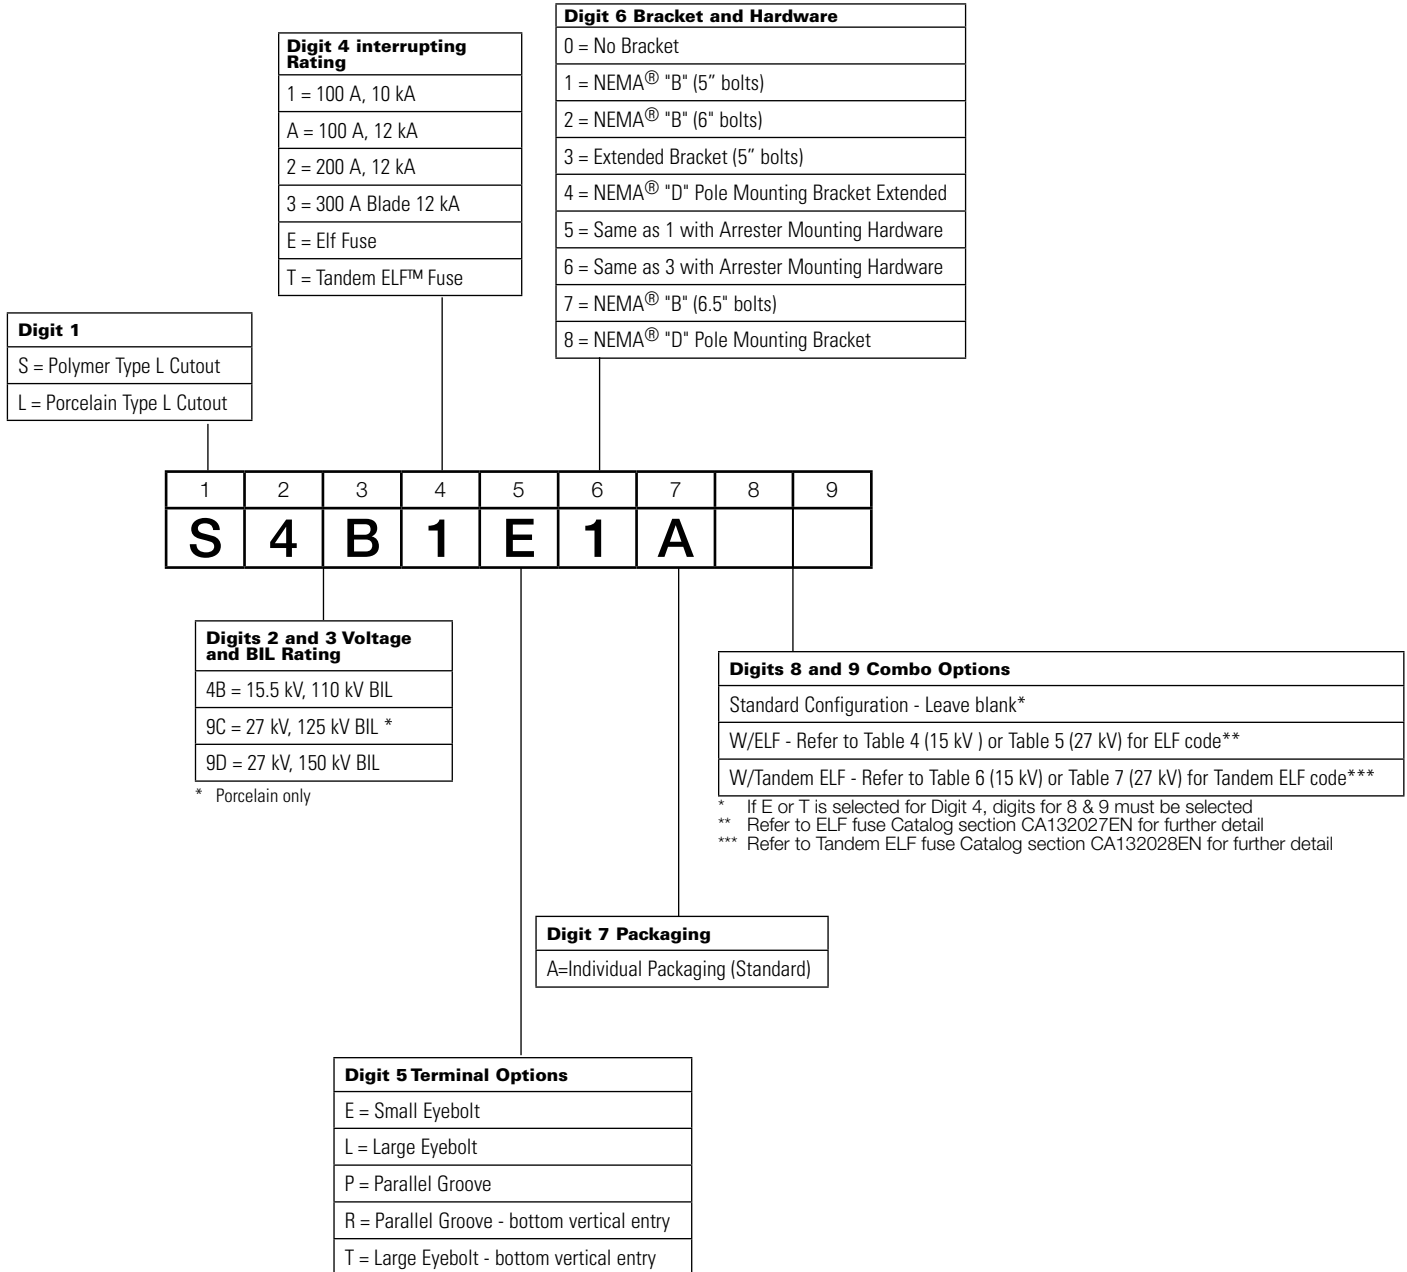 Digit 6 Bracket and Hardware
0 = No Bracket
1 = NEMA® "B" (5” bolts)
2 = NEMA® "B" (6" bolts)
3 = Extended Bracket (5” bolts)
4 = NEMA® "D" Pole Mounting Bracket Extended
5 = Same as 1 with Arrester Mounting Hardware
6 = Same as 3 with Arrester Mounting Hardware
7 = NEMA® "B" (6.5" bolts)
8 = NEMA® "D" Pole Mounting Bracket
Digit 4 interrupting
Rating
1 = 100 A, 10 kA
A = 100 A, 12 kA
2 = 200 A, 12 kA
3 = 300 A Blade 12 kA
E = Elf Fuse
T = Tandem ELF™ Fuse
Digit 1
S = Polymer Type L Cutout
L = Porcelain Type L Cutout
1 2 3 4 5 6 7 8 9
S 4 B 1 E 1 A
Digits 2 and 3 Voltage
and BIL Rating
4B = 15.5 kV, 110 kV BIL
9C = 27 kV, 125 kV BIL *
9D = 27 kV, 150 kV BIL
* Porcelain only
Digits 8 and 9 Combo Options
Standard Configuration - Leave blank*
W/ELF - Refer to Table 4 (15 kV ) or Table 5 (27 kV) for ELF code**
W/Tandem ELF - Refer to Table 6 (15 kV) or Table 7 (27 kV) for Tandem ELF code***
* If E or T is selected for Digit 4, digits for 8 & 9 must be selected
** Refer to ELF fuse Catalog section CA132027EN for further detail
*** Refer to Tandem ELF fuse Catalog section CA132028EN for further detail
Digit 7 Packaging
A=Individual Packaging (Standard)
Digit 5 Terminal Options
E = Small Eyebolt
L = Large Eyebolt
P = Parallel Groove
R = Parallel Groove - bottom vertical entry
T = Large Eyebolt - bottom vertical entry